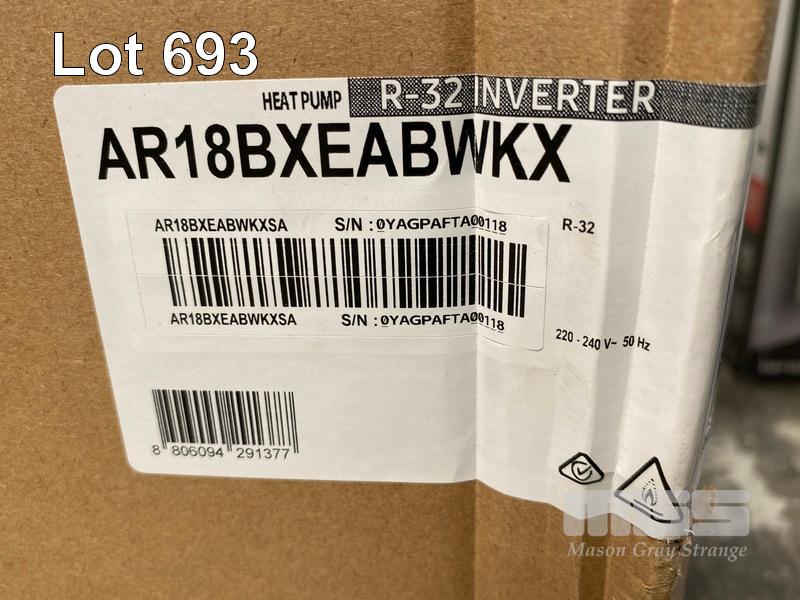 Lot 693
HEAT PUMP R-32 INVERTER
AR18BXEABWKX
AR18BXEABWKXSA S/N : 0YAGPAFTA00118 R-32
AR18BXEABWKXSA S/N : 0YAGPAFTA00118
220 - 240 V~ 50 Hz
8 806094 291377
mgs
Mason Gray Strange